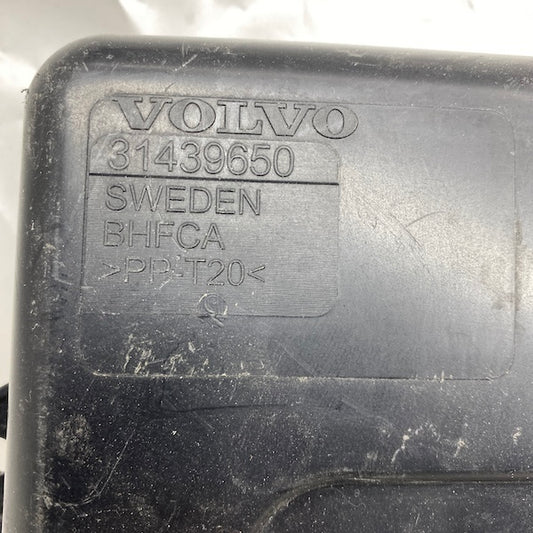 VOLVO
31439650
SWEDEN
BHFCA
>PP-T20<